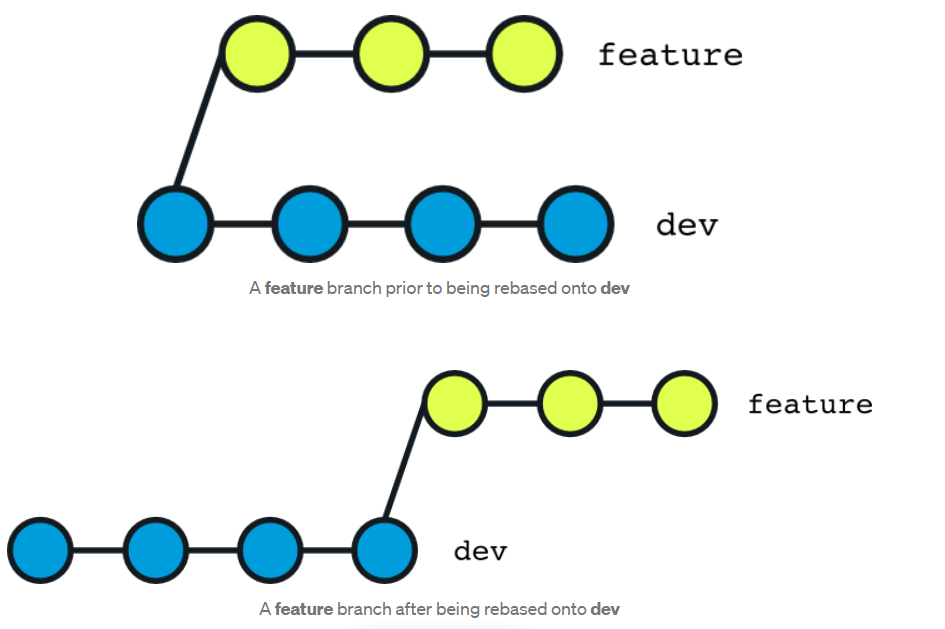 feature
dev
A feature branch prior to being rebased onto dev
feature
dev
A feature branch after being rebased onto dev